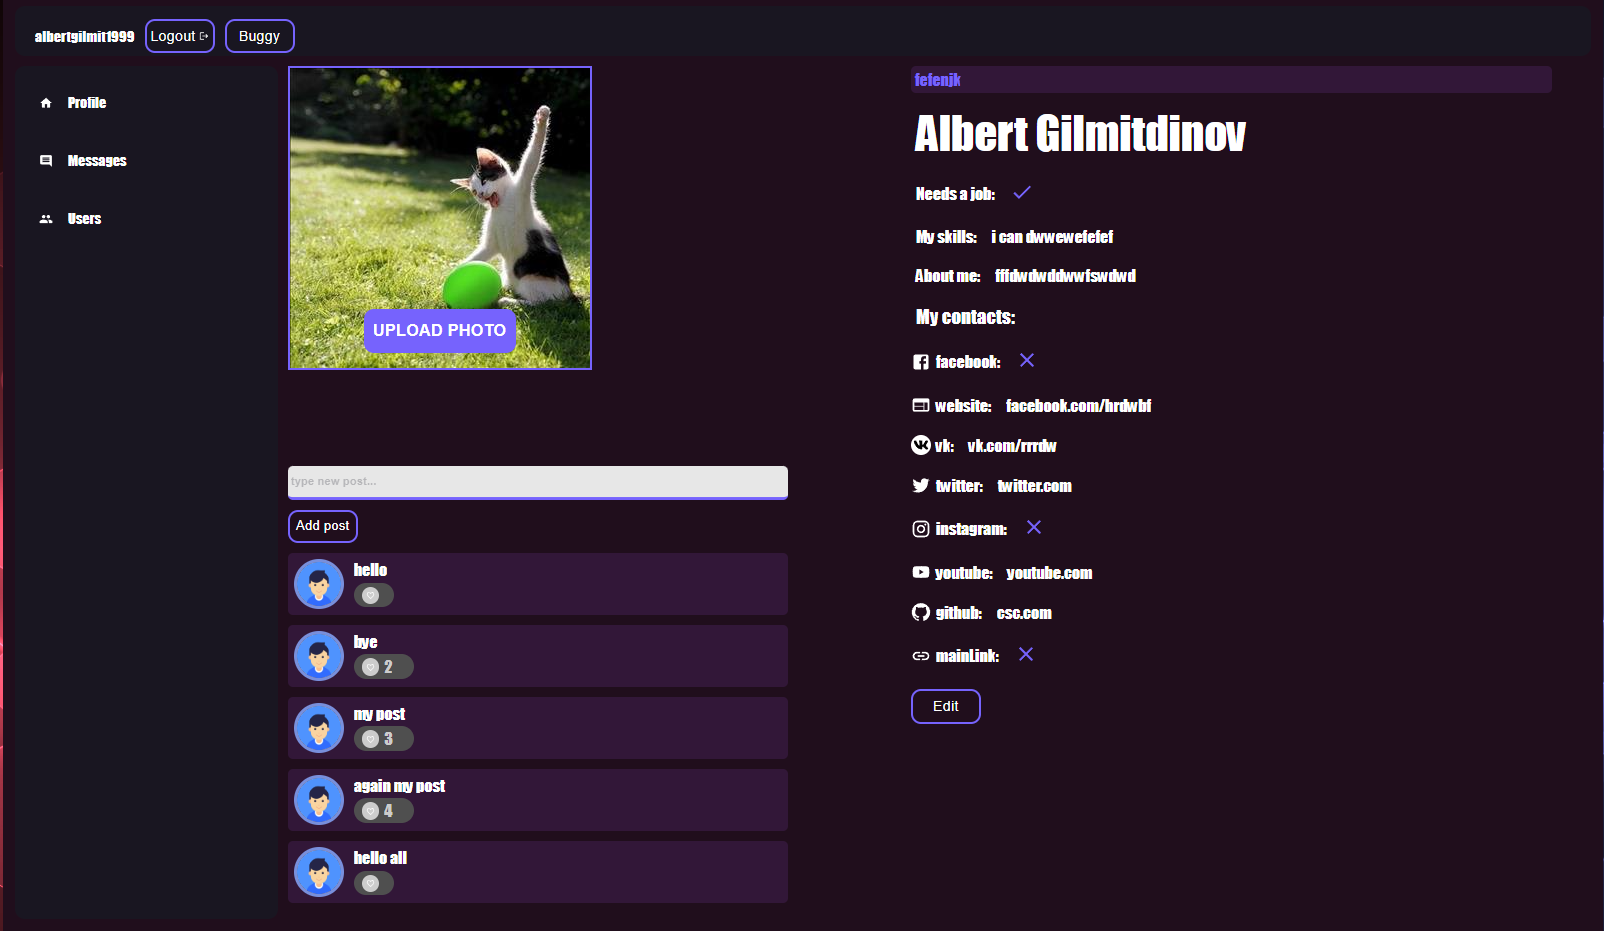 albertgilmit1999 Logout Buggy
Profile
Messages
Users
UPLOAD PHOTO
type new post...
Add post
hello
bye
2
my post
3
again my post
4
hello all
fefenjk
Albert Gilmitdinov
Needs a job:
My skills: i can dwwewefefef
About me: fffdwdwddwwfswdwd
My contacts:
facebook:
website: facebook.com/hrdwbf
vk: vk.com/rrrdw
twitter: twitter.com
instagram:
youtube: youtube.com
github: csc.com
mainLink:
Edit